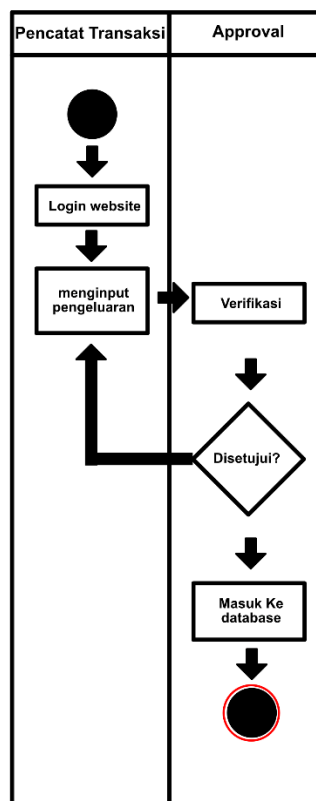 Pencatat Transaksi
Approval
Login website
menginput
pengeluaran
Verifikasi
Disetujui?
Masuk Ke
database